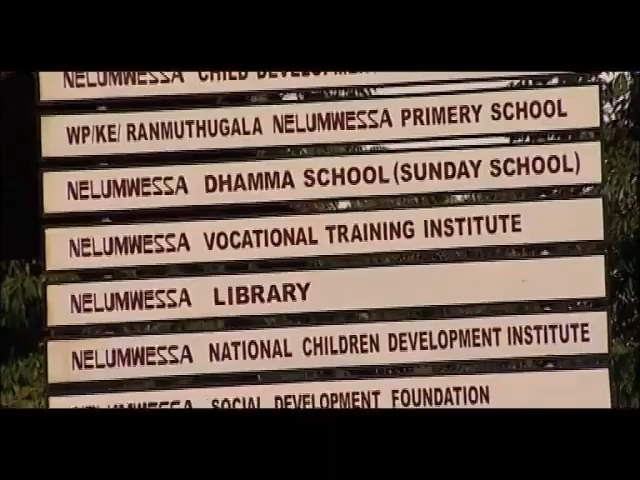 NELUMWESSA CHILD DEVELOPMENT
WP/KE/ RANMUTHUGALA NELUMWESSA PRIMERY SCHOOL
NELUMWESSA DHAMMA SCHOOL (SUNDAY SCHOOL)
NELUMWESSA VOCATIONAL TRAINING INSTITUTE
NELUMWESSA LIBRARY
NELUMWESSA NATIONAL CHILDREN DEVELOPMENT INSTITUTE
NELUMWESSA SOCIAL DEVELOPMENT FOUNDATION